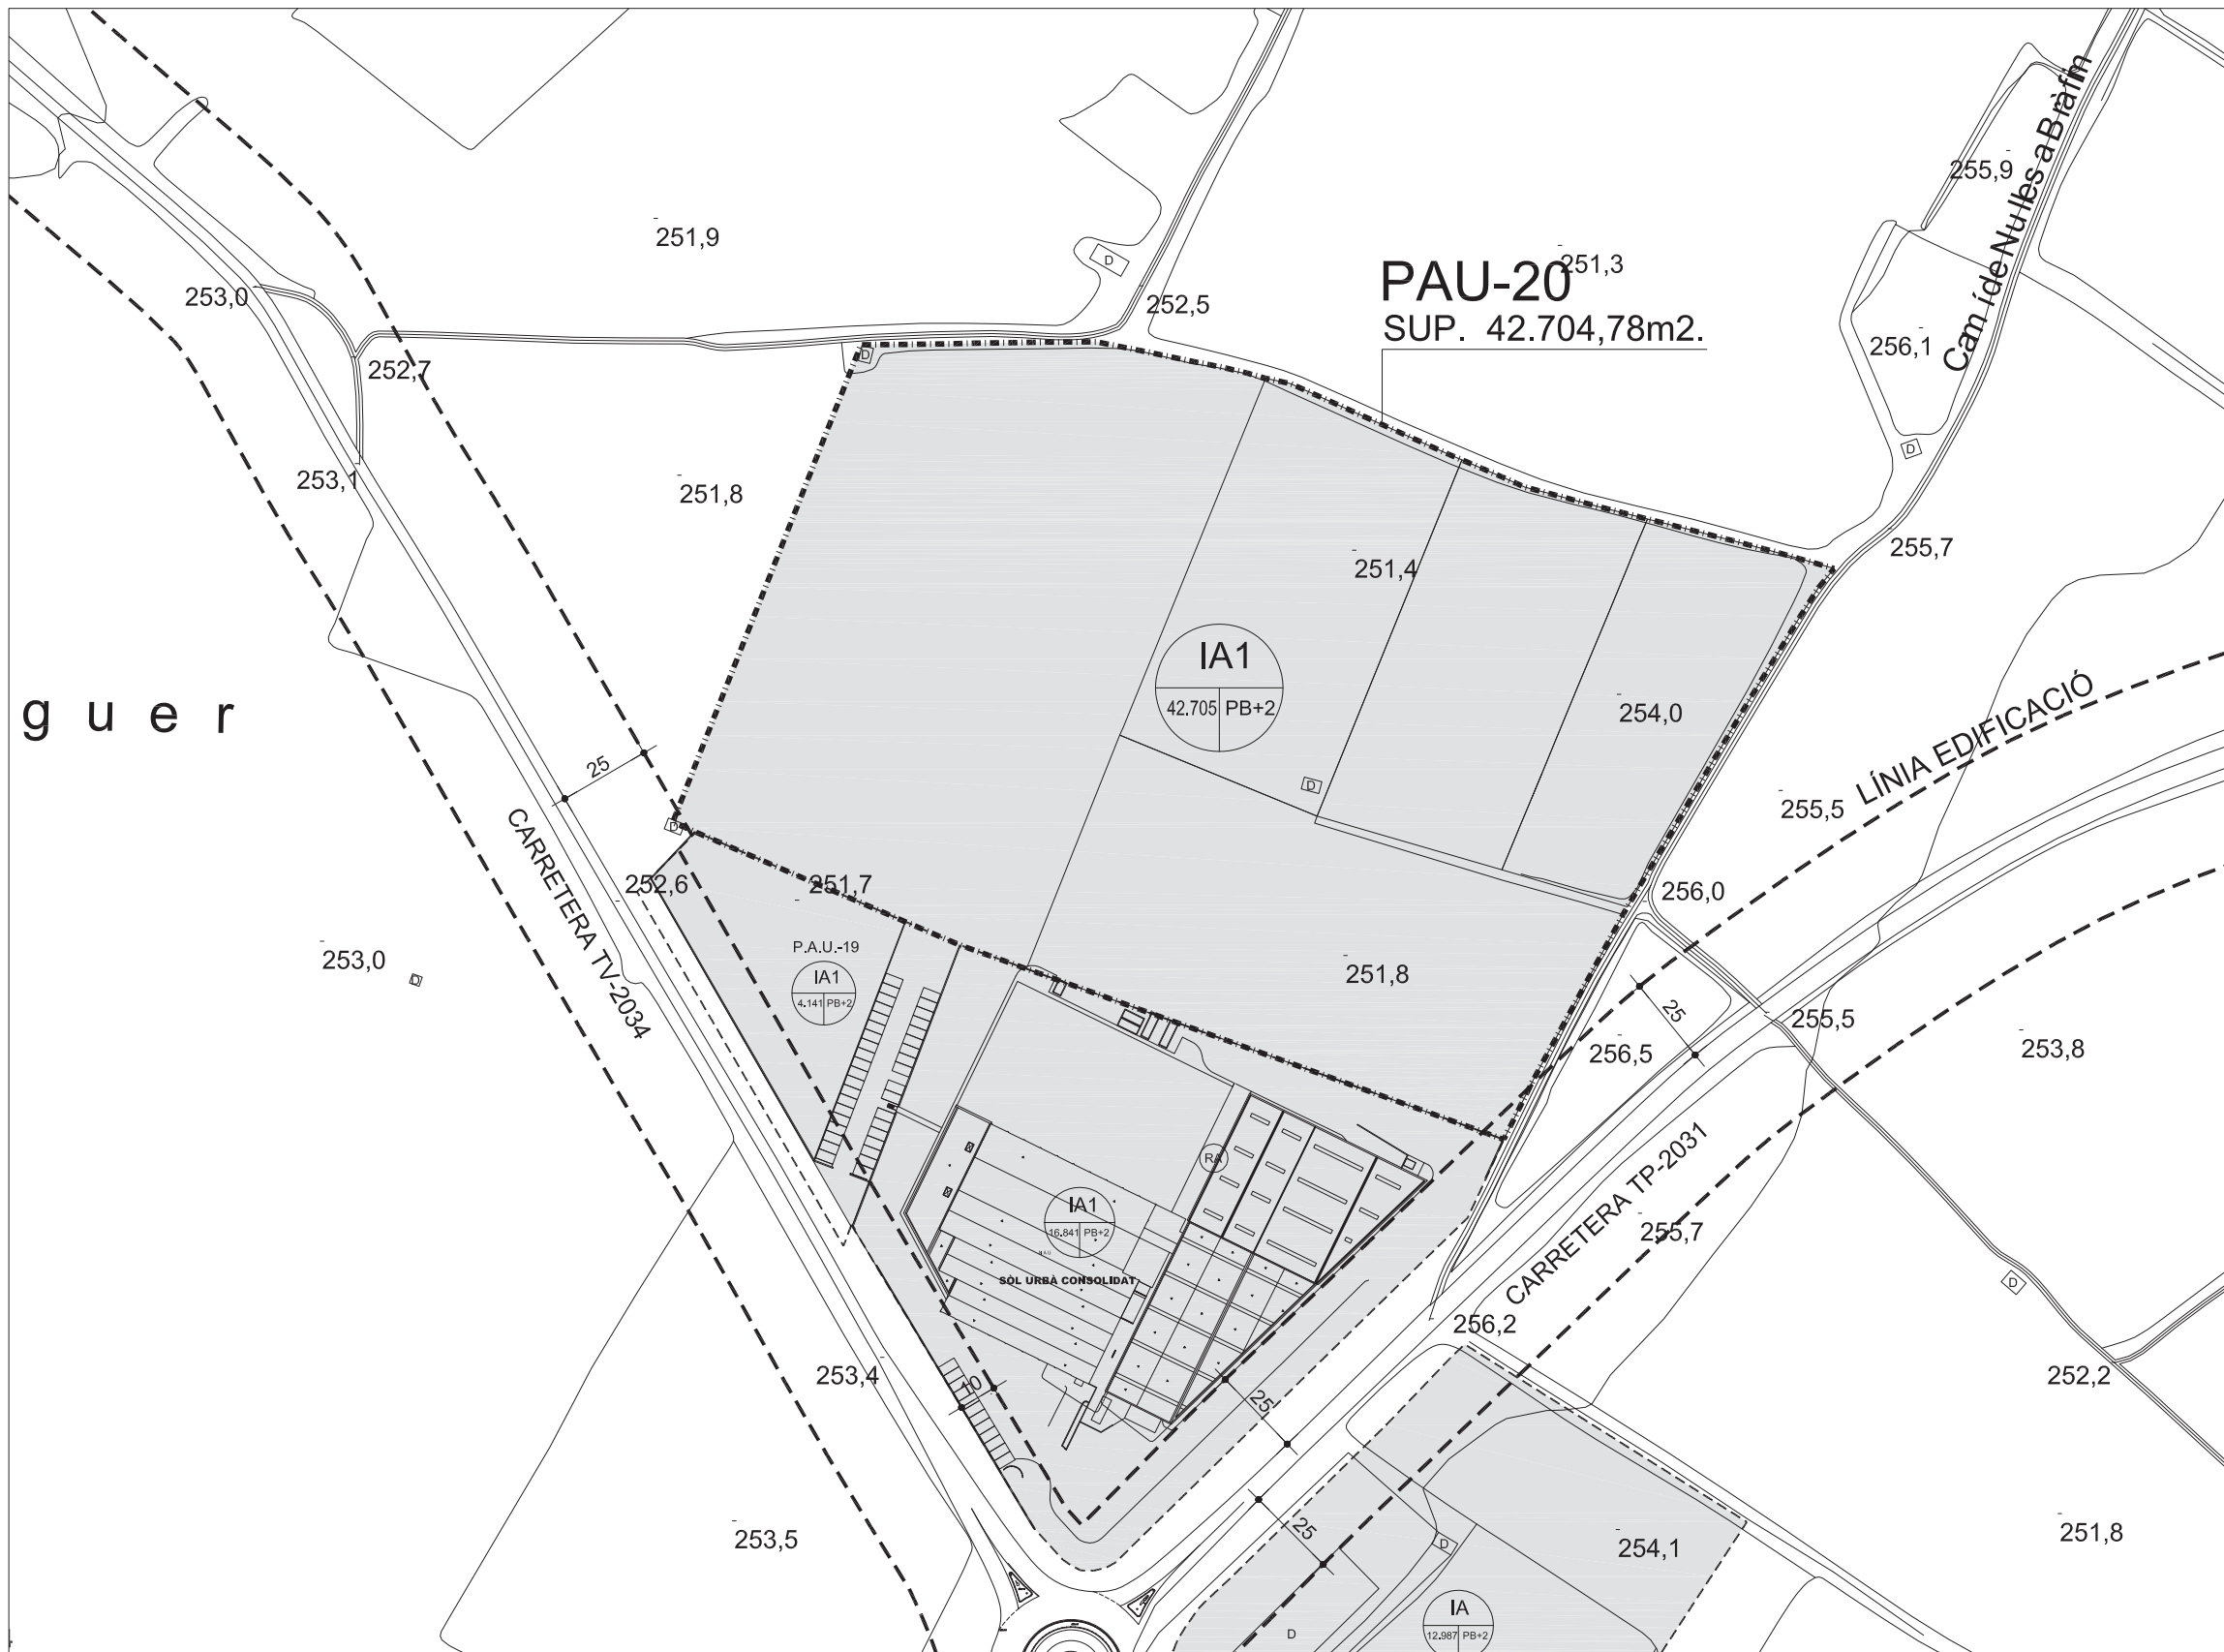 Camí de Nulles a Bràfim
255,9
251,9
PAU-20
251,3
SUP. 42.704,78m2.
253,0
252,5
256,1
252,7
D
D
D
253,1
251,8
255,7
251,4
IA1
42.705 PB+2
254,0
g u e r
25
LÍNIA EDIFICACIÓ
255,5
D
D
CARRETERA TV-2034
252,6
251,7
256,0
P.A.U.-19
IA1
4.141 PB+2
253,0
D
251,8
25
255,5
256,5
253,8
RA
CARRETERA TP-2031
IA1
16.841 PB+2
SÒL URBÀ CONSOLIDAT
255,7
D
256,2
253,4
10
25
252,2
25
253,5
D
254,1
251,8
IA
12.987 PB+2
D